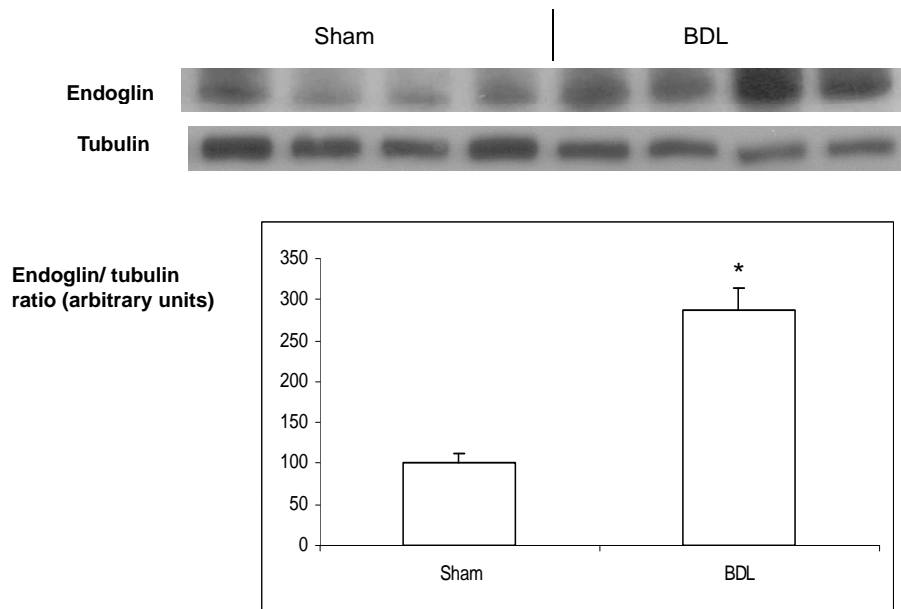 Sham BDL
Endoglin
Tubulin
Endoglin/ tubulin
ratio (arbitrary units)
350
300
250
200
150
100
50
0
*
Sham BDL